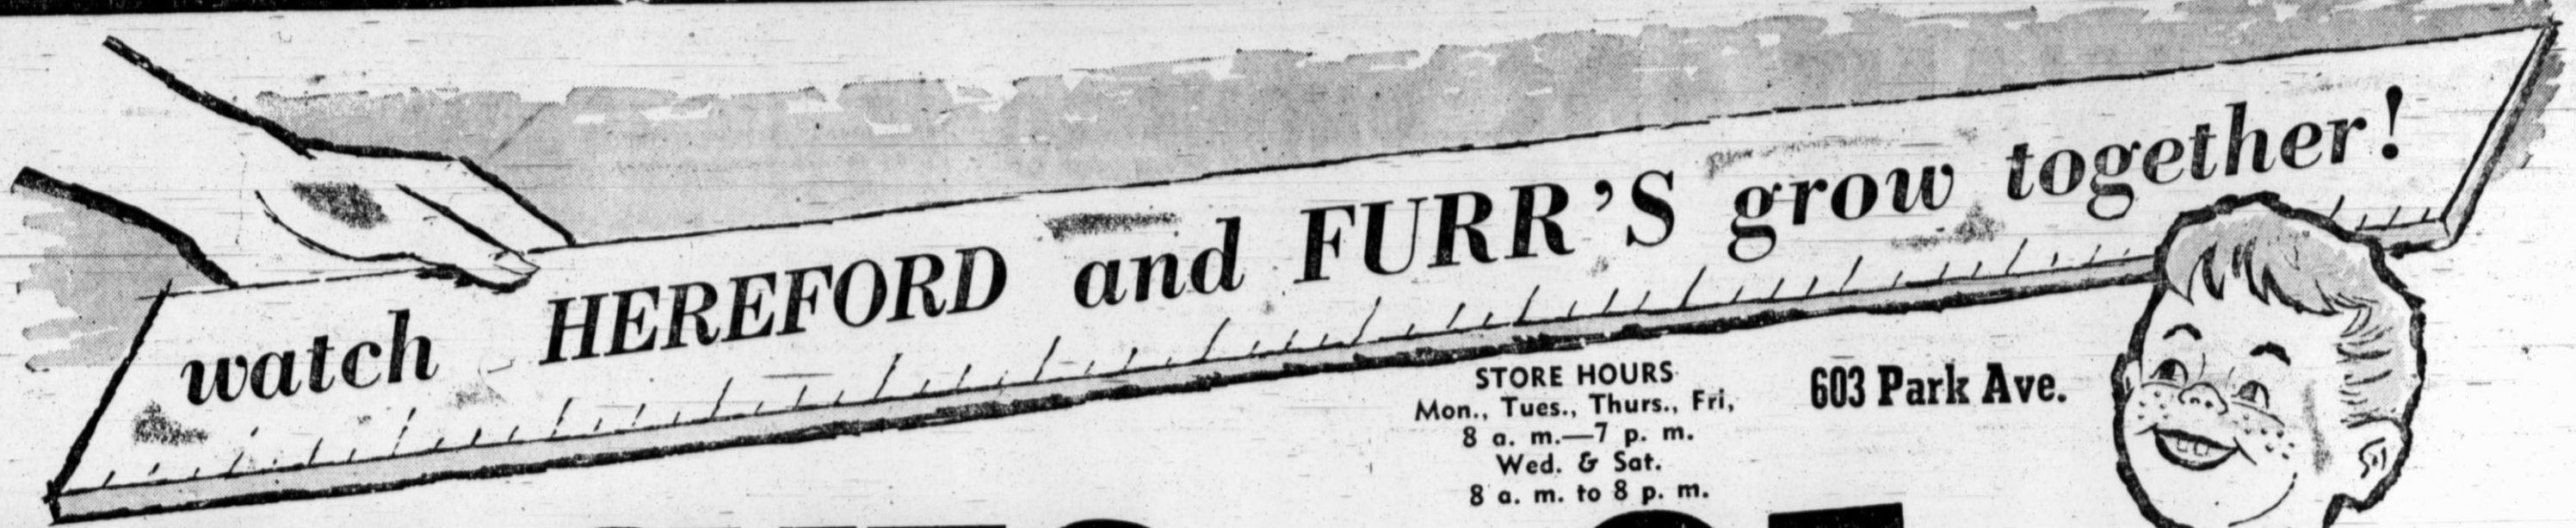 watch HEREFORD and FURR'S grow together!
STORE HOURS
Mon., Tues., Thurs., Fri,
8 a. m.—7 p. m.
Wed. & Sat.
8 a. m. to 8 p. m.
603 Park Ave.